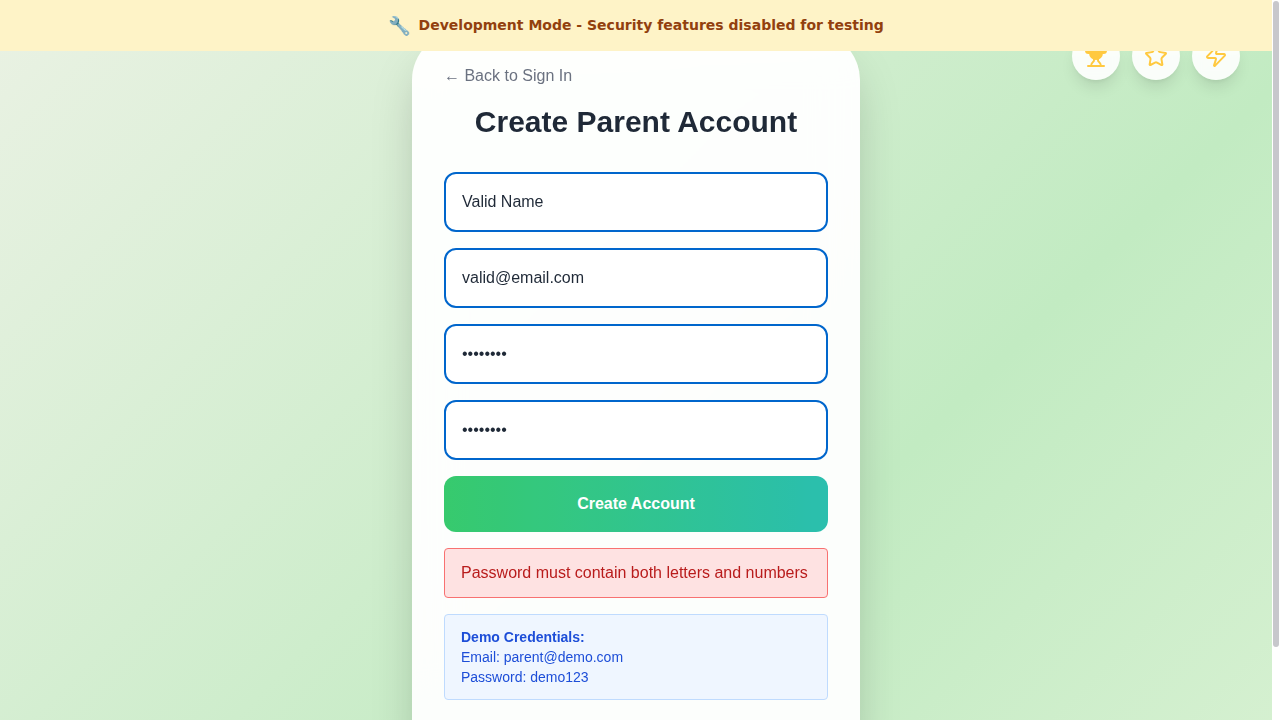 🔧 Development Mode - Security features disabled for testing
← Back to Sign In
Create Parent Account
Valid Name
valid@email.com
••••••••
••••••••
Create Account
Password must contain both letters and numbers
Demo Credentials:
Email: parent@demo.com
Password: demo123